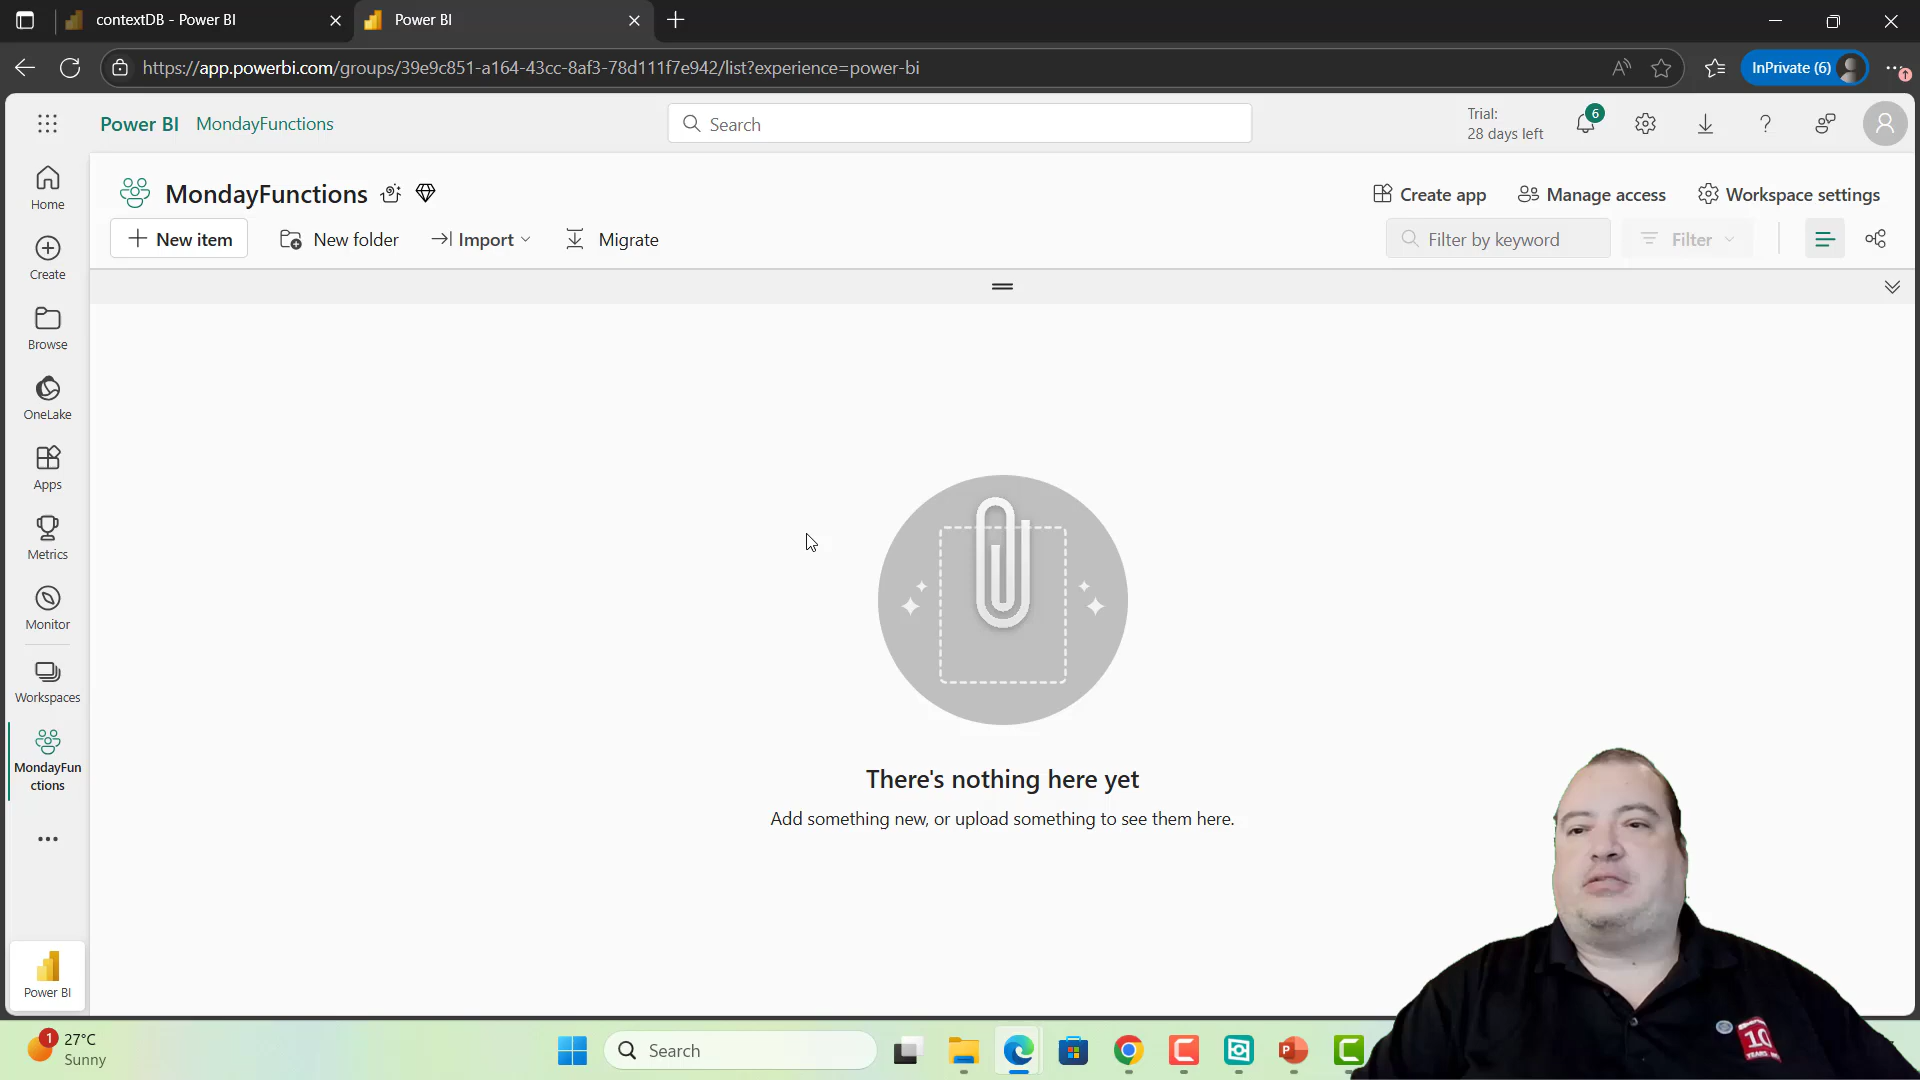 contextDB - Power BI
Power BI
https://app.powerbi.com/groups/39e9c851-a164-43cc-8af3-78d111f7e942/list?experience=power-bi
InPrivate (6)
Power BI MondayFunctions
Search
Trial:
28 days left
6
Home
Create
Browse
OneLake
Apps
Metrics
Monitor
Workspaces
MondayFun
ctions
Power BI
MondayFunctions
Create app
Manage access
Workspace settings
New item
New folder
Import
Migrate
Filter by keyword
Filter
There's nothing here yet
Add something new, or upload something to see them here.
1
27°C
Sunny
Search
10